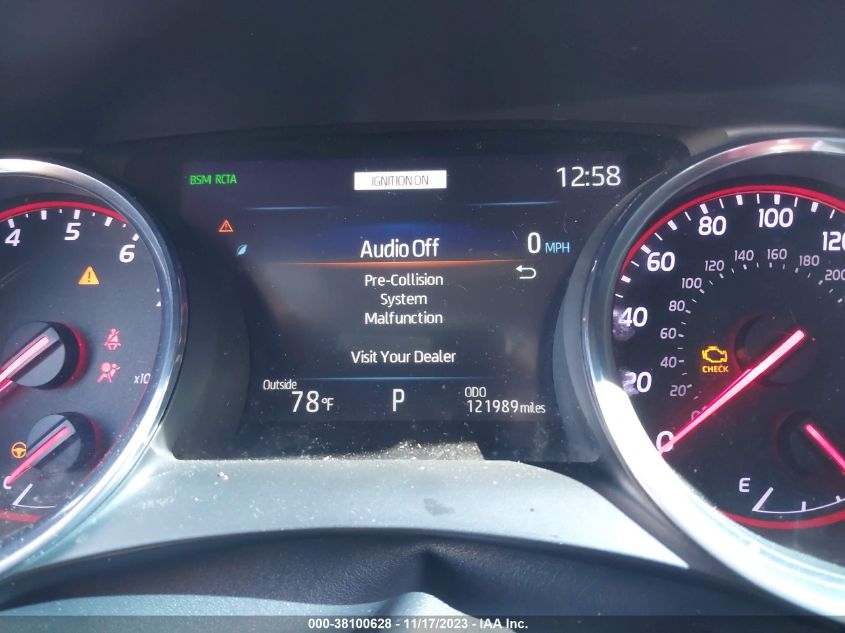 BSM RCTA
IGNITION ON
12:58
Audio Off
0 MPH
Pre-Collision
System
Malfunction
Visit Your Dealer
Outside
78°F
P
ODO
121989 miles
4 5 6
x10
C
0 20 40 60 80 100 120
0 20 40 60 80 100 120 140 160 180 200
CHECK
E
000-38100628 - 11/17/2023 - IAA Inc.